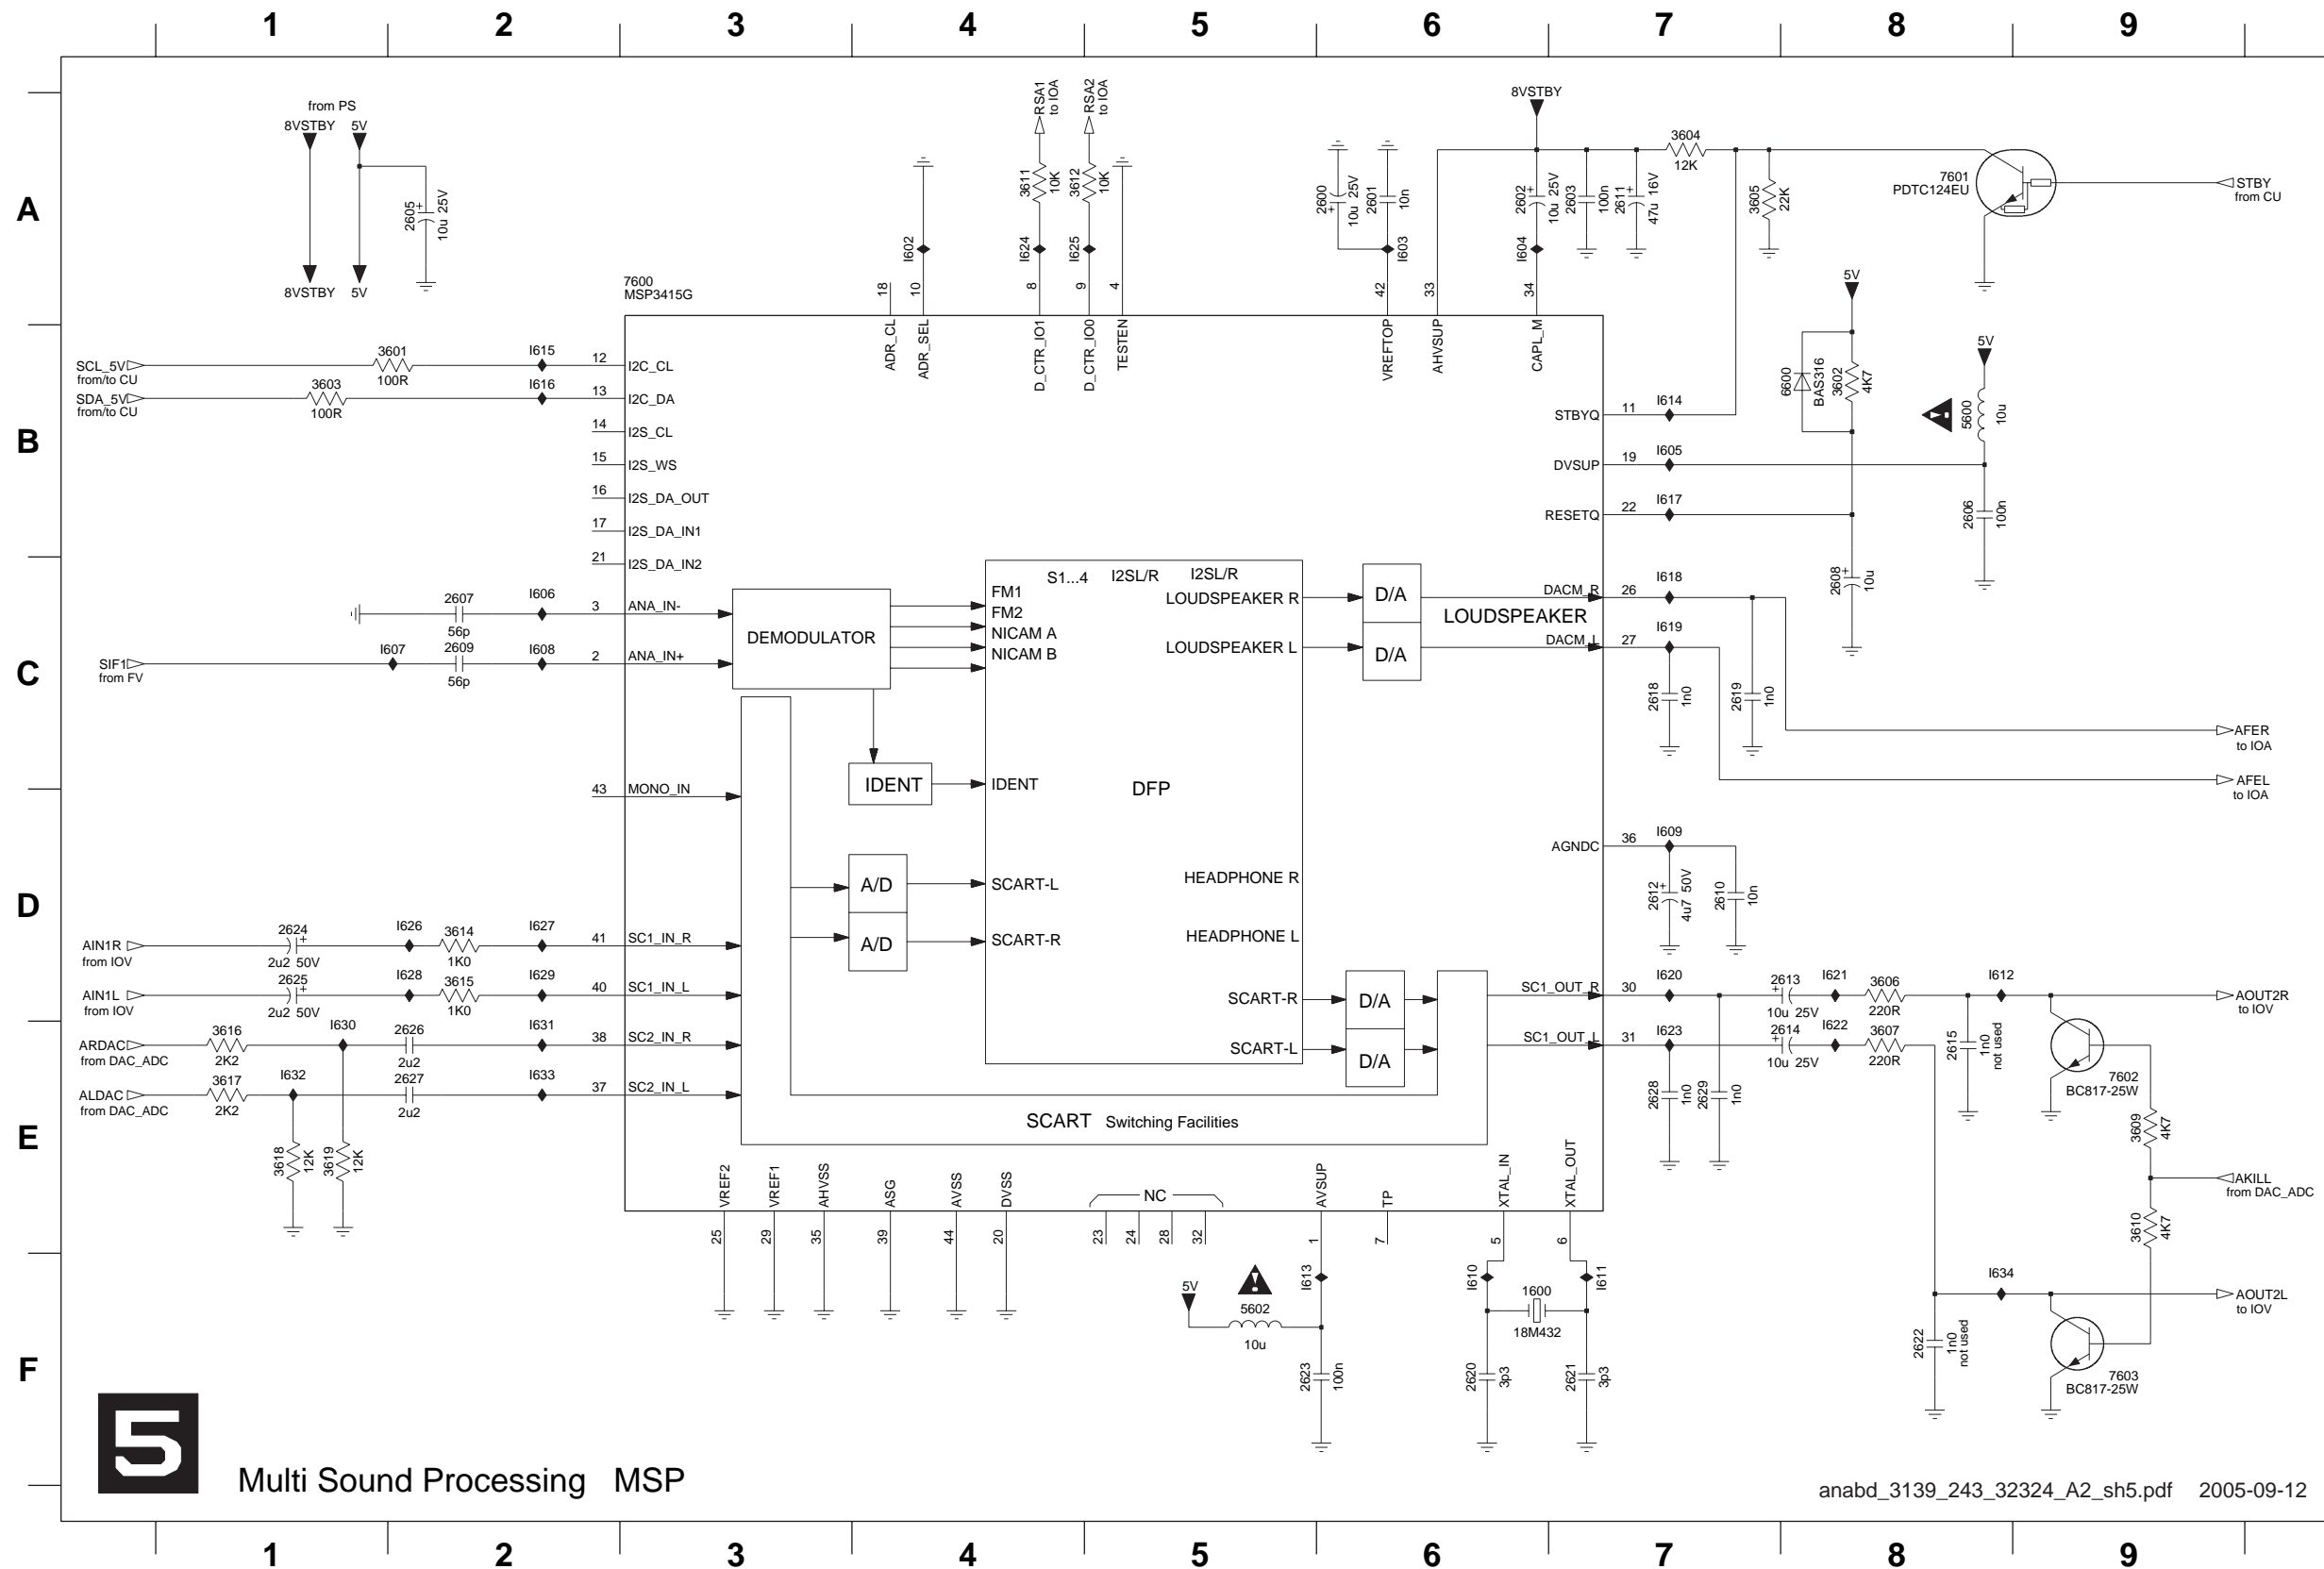 1 2 3 4 5 6 7 8 9
A
B
C
D
E
F
from PS
8VSTBY 5V
2605 + 10u 25V
8VSTBY 5V
RSA1 to IOA
RSA2 to IOA
3611 10K
3612 10K
I602
I624
I625
7600
MSP3415G
18 10 8 9 4 42 33 34
2600 + 10u 25V
2601 10n
I603
8VSTBY
2602 + 10u 25V
2603 100n
2611 + 47u 16V
I604
3604
12K
3605 22K
7601
PDTC124EU
STBY
from CU
ADR_CL
ADR_SEL
D_CTR_IO1
D_CTR_IO0
TESTEN
VREFTOP
AHVSUP
CAPL_M
SCL_5V
from/to CU
3601
100R
I615
12 I2C_CL
SDA_5V
from/to CU
3603
100R
I616
13 I2C_DA
14 I2S_CL
15 I2S_WS
16 I2S_DA_OUT
17 I2S_DA_IN1
21 I2S_DA_IN2
STBYQ 11 I614
DVSUP 19 I605
RESETQ 22 I617
5V
6600 BAS316
3602 4K7
5V
5600 10u
2606 100n
2608 + 10u
2607
56p
I606
3 ANA_IN-
SIF1
from FV
I607
2609
56p
I608
2 ANA_IN+
DEMODULATOR
FM1
FM2
NICAM A
NICAM B
S1...4 I2SL/R I2SL/R
LOUDSPEAKER R
LOUDSPEAKER L
D/A
D/A
LOUDSPEAKER
DACM_R 26 I618
DACM_L 27 I619
2618 1n0
2619 1n0
AFER
to IOA
AFEL
to IOA
43 MONO_IN
IDENT
IDENT
DFP
AGNDC 36 I609
2612 + 4u7 50V
2610 10n
A/D
A/D
SCART-L
SCART-R
HEADPHONE R
HEADPHONE L
AIN1R
from IOV
2624 +
2u2 50V
I626
3614
1K0
I627
41 SC1_IN_R
AIN1L
from IOV
2625 +
2u2 50V
I628
3615
1K0
I629
40 SC1_IN_L
ARDAC
from DAC_ADC
3616
2K2
I630
2626
2u2
I631
38 SC2_IN_R
ALDAC
from DAC_ADC
3617
2K2
I632
2627
2u2
I633
37 SC2_IN_L
3618 12K
3619 12K
SCART-R
SCART-L
D/A
D/A
SCART Switching Facilities
SC1_OUT_R 30 I620
2613
+
10u 25V
I621
3606
220R
I612
AOUT2R
to IOV
SC1_OUT_L 31 I623
2614
+
10u 25V
I622
3607
220R
2615 1n0 not used
2628 1n0
2629 1n0
7602
BC817-25W
3609 4K7
AKILL
from DAC_ADC
3610 4K7
VREF2
VREF1
AHVSS
ASG
AVSS
DVSS
NC
AVSUP
TP
XTAL_IN
XTAL_OUT
25 29 35 39 44 20 23 24 28 32 1 7 5 6
5V
5602
10u
I613
2623 100n
I610
I611
1600
18M432
2620 3p3
2621 3p3
I634
AOUT2L
to IOV
2622 1n0 not used
7603
BC817-25W
5
Multi Sound Processing MSP
anabd_3139_243_32324_A2_sh5.pdf 2005-09-12
1 2 3 4 5 6 7 8 9